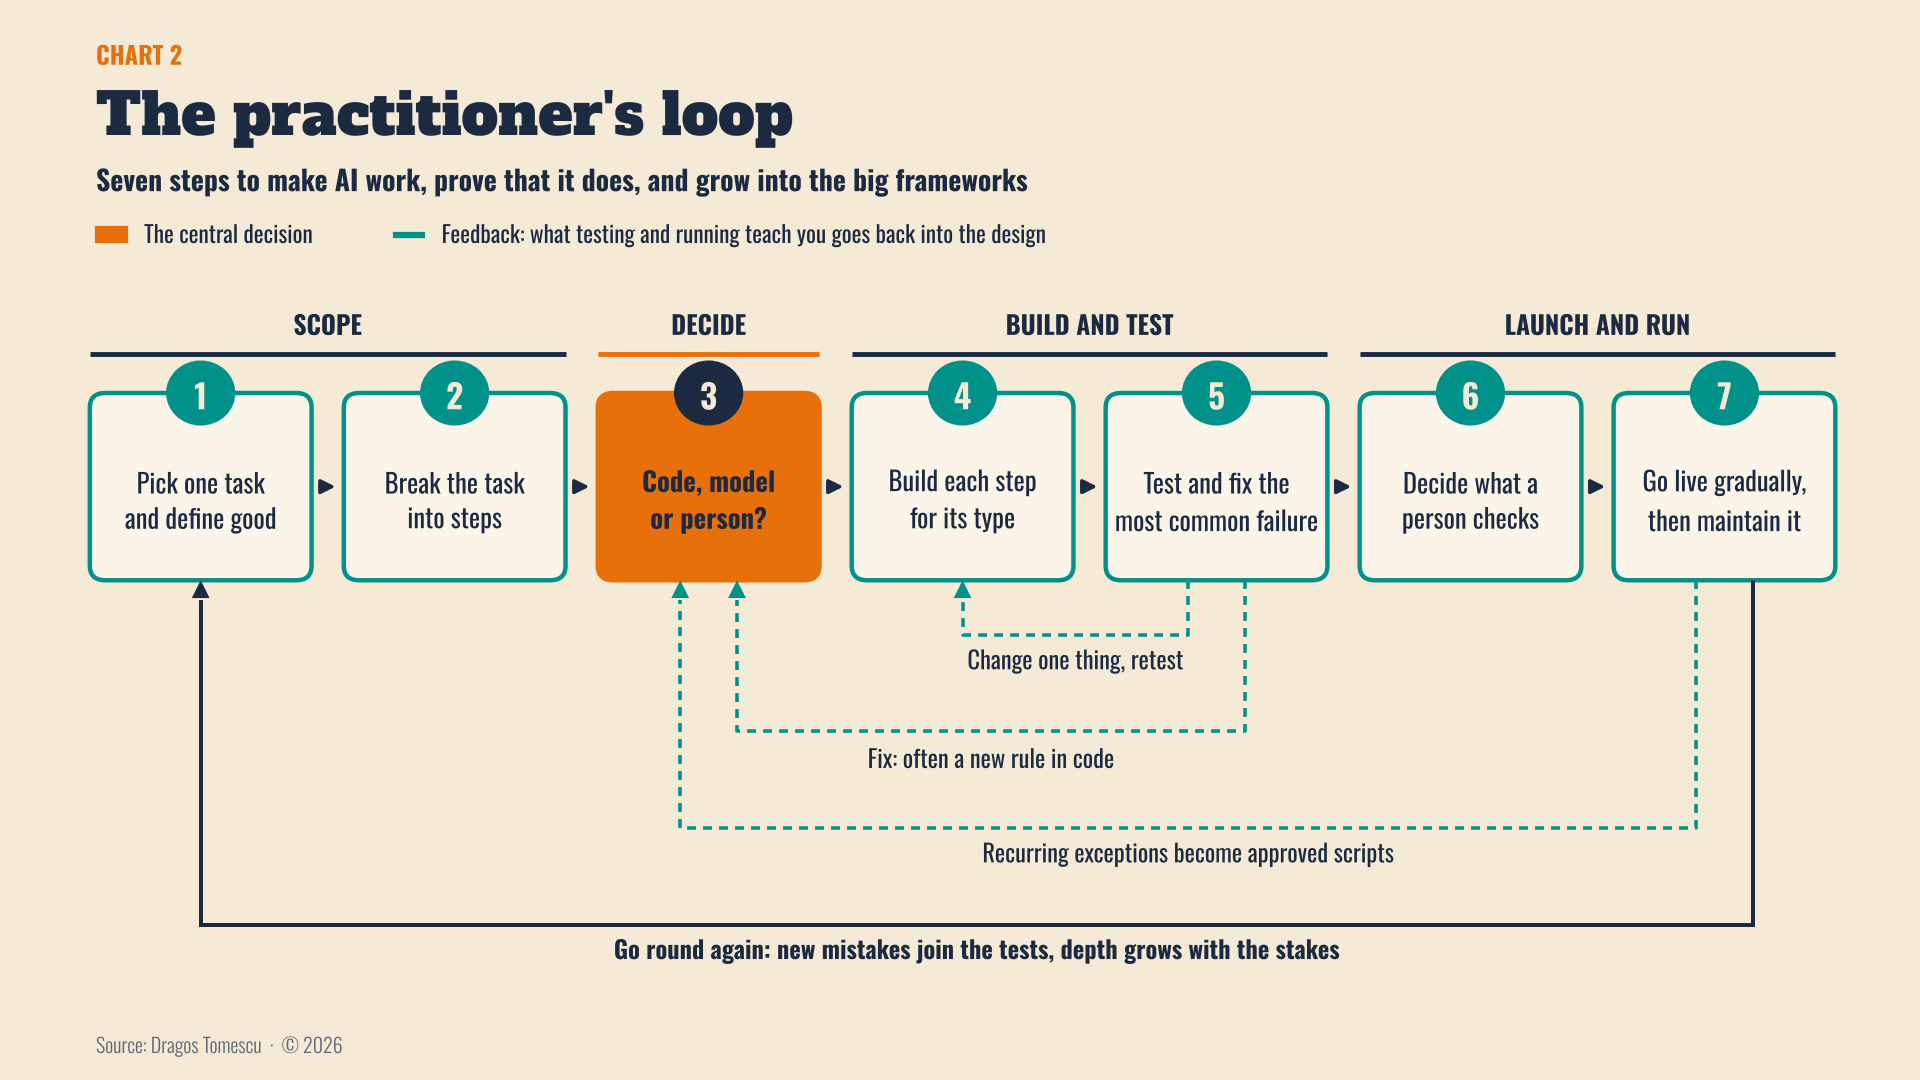 CHART 2
The practitioner's loop
Seven steps to make AI work, prove that it does, and grow into the big frameworks
The central decision
Feedback: what testing and running teach you goes back into the design
SCOPE
DECIDE
BUILD AND TEST
LAUNCH AND RUN
1
Pick one task
and define good
2
Break the task
into steps
3
Code, model
or person?
4
Build each step
for its type
5
Test and fix the
most common failure
6
Decide what a
person checks
7
Go live gradually,
then maintain it
Change one thing, retest
Fix: often a new rule in code
Recurring exceptions become approved scripts
Go round again: new mistakes join the tests, depth grows with the stakes
Source: Dragos Tomescu · © 2026